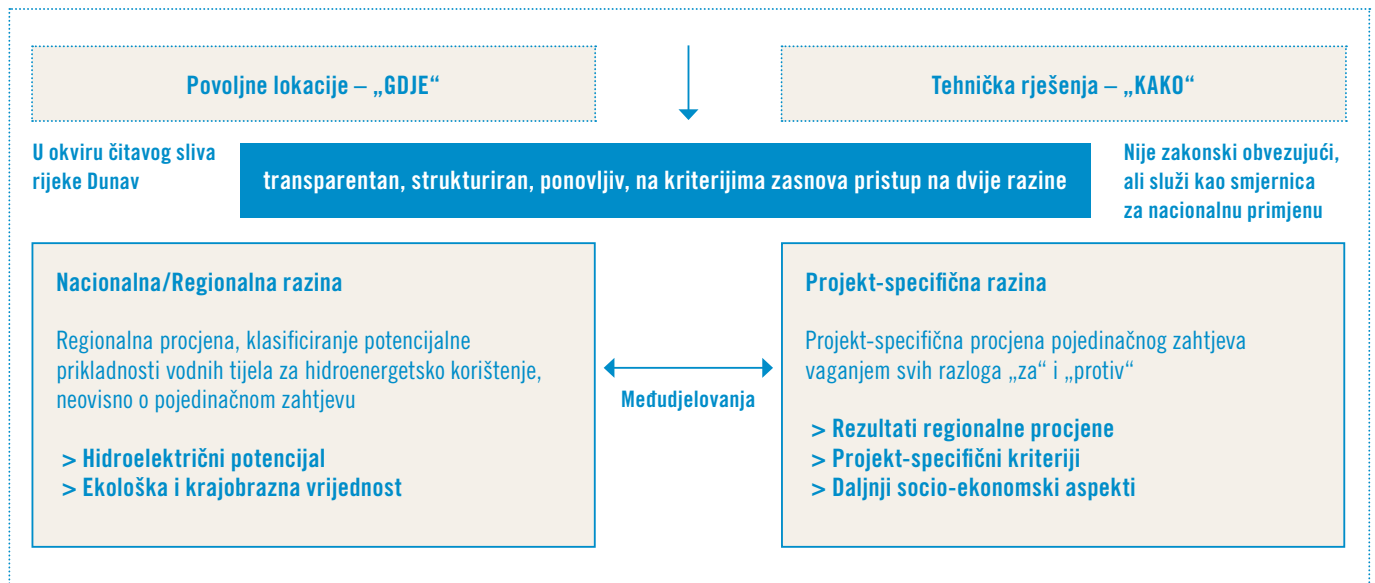 Povoljne lokacije – „GDJE“
Tehnička rješenja – „KAKO“
U okviru čitavog sliva
rijeke Dunav
transparentan, strukturiran, ponovljiv, na kriterijima zasnova pristup na dvije razine
Nije zakonski obvezujući,
ali služi kao smjernica
za nacionalnu primjenu
Nacionalna/Regionalna razina
Regionalna procjena, klasificiranje potencijalne
prikladnosti vodnih tijela za hidroenergetsko korištenje,
neovisno o pojedinačnom zahtjevu
> Hidroelektrični potencijal
> Ekološka i krajobrazna vrijednost
Međudjelovanja
Projekt-specifična razina
Projekt-specifična procjena pojedinačnog zahtjeva
vaganjem svih razloga „za“ i „protiv“
> Rezultati regionalne procjene
> Projekt-specifični kriteriji
> Daljnji socio-ekonomski aspekti